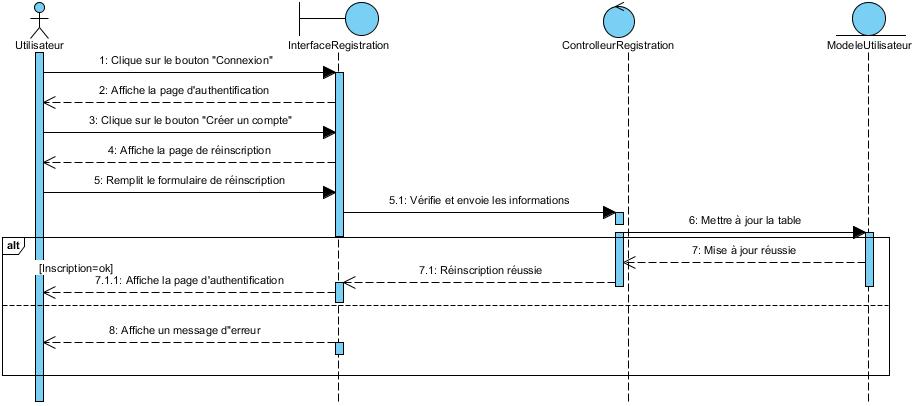 Utilisateur
InterfaceRegistration
ControlleurRegistration
ModeleUtilisateur
1: Clique sur le bouton "Connexion"
2: Affiche la page d'authentification
3: Clique sur le bouton "Créer un compte"
4: Affiche la page de réinscription
5: Remplit le formulaire de réinscription
5.1: Vérifie et envoie les informations
6: Mettre à jour la table
alt
7: Mise à jour réussie
[Inscription=ok]
7.1: Réinscription réussie
7.1.1: Affiche la page d'authentification
8: Affiche un message d"erreur